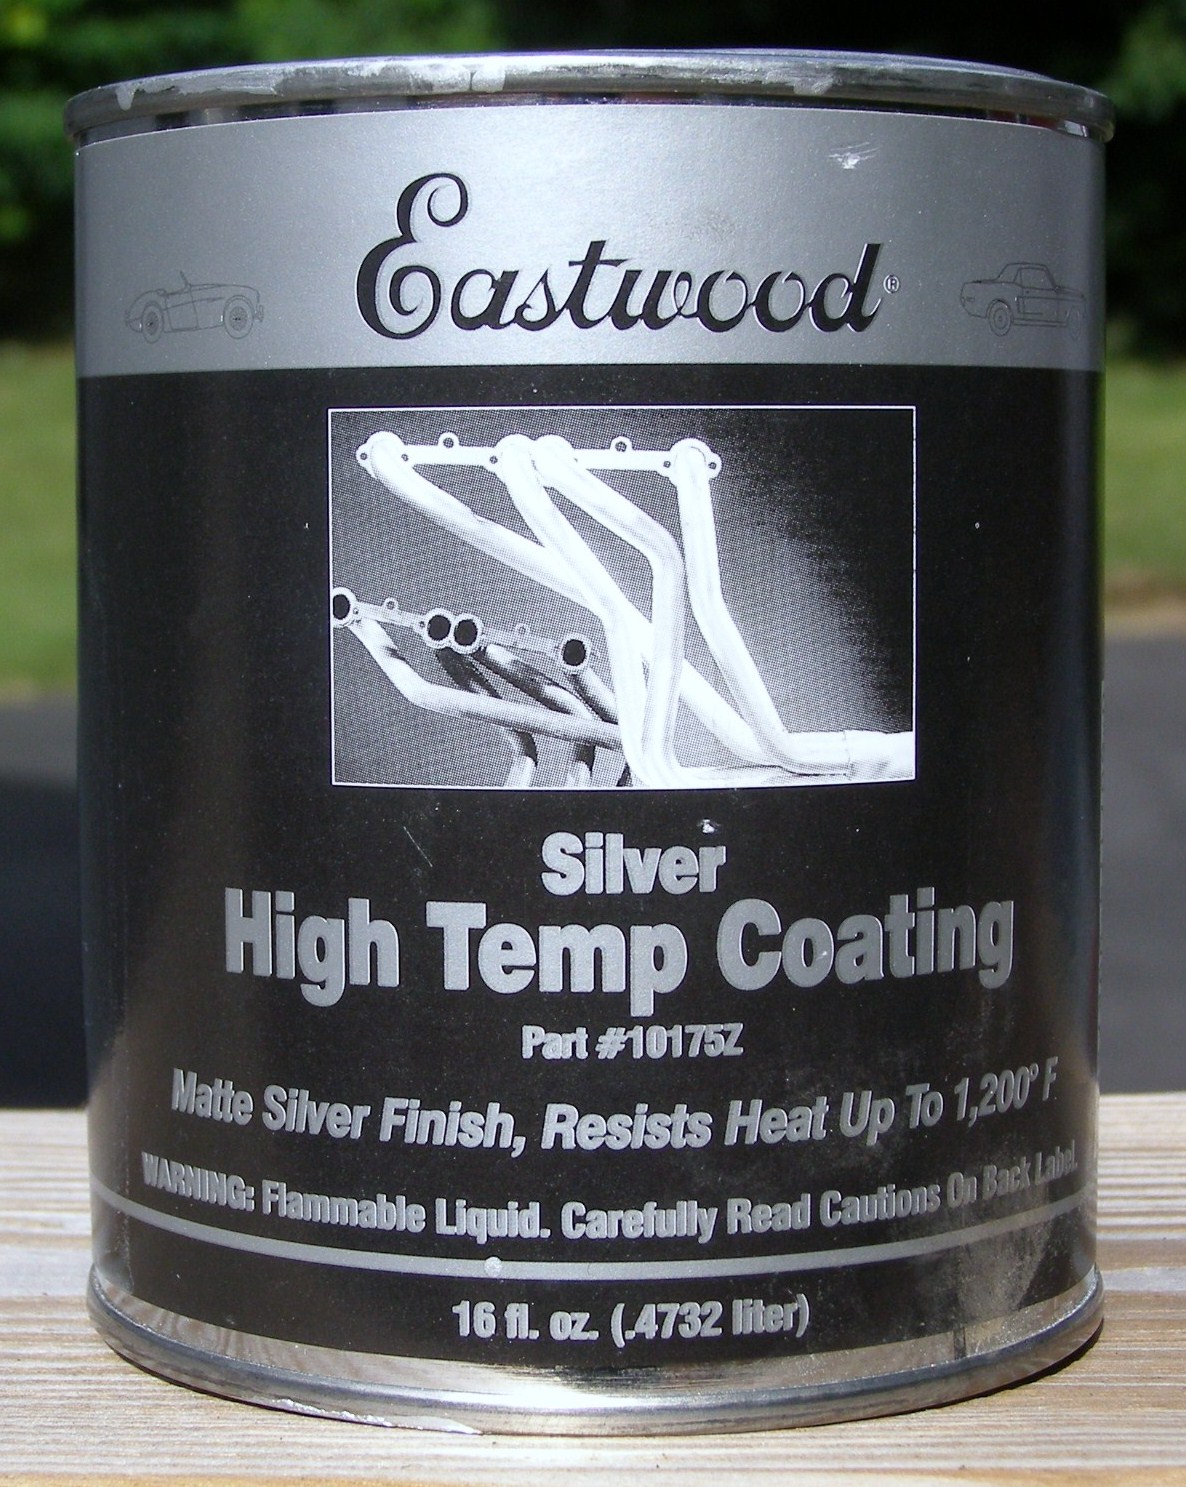 Eastwood®
Silver
High Temp Coating
Part #10175Z
Matte Silver Finish, Resists Heat Up To 1,200° F
WARNING: Flammable Liquid. Carefully Read Cautions On Back Label.
16 fl. oz. (.4732 liter)